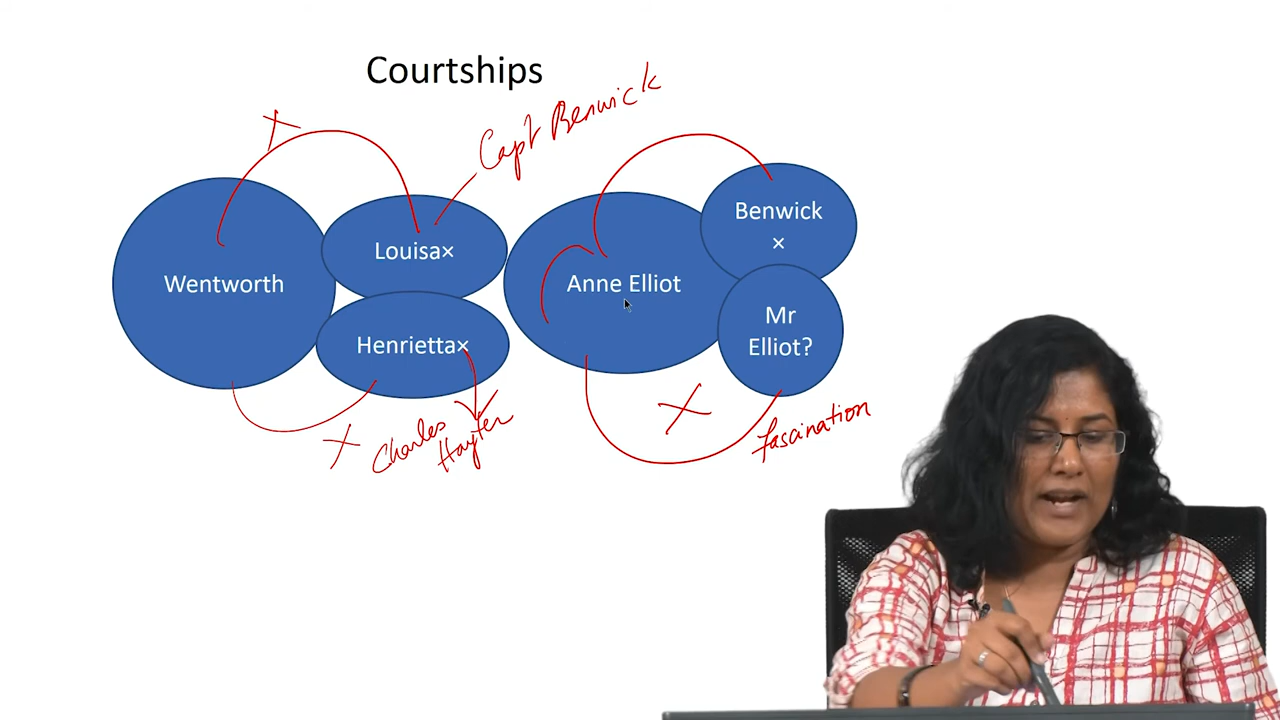 Courtships
X
Capt Benwick
Wentworth
Louisa×
Henrietta×
Anne Elliot
Benwick
×
Mr
Elliot?
X
Charles
Hayter
X
fascination